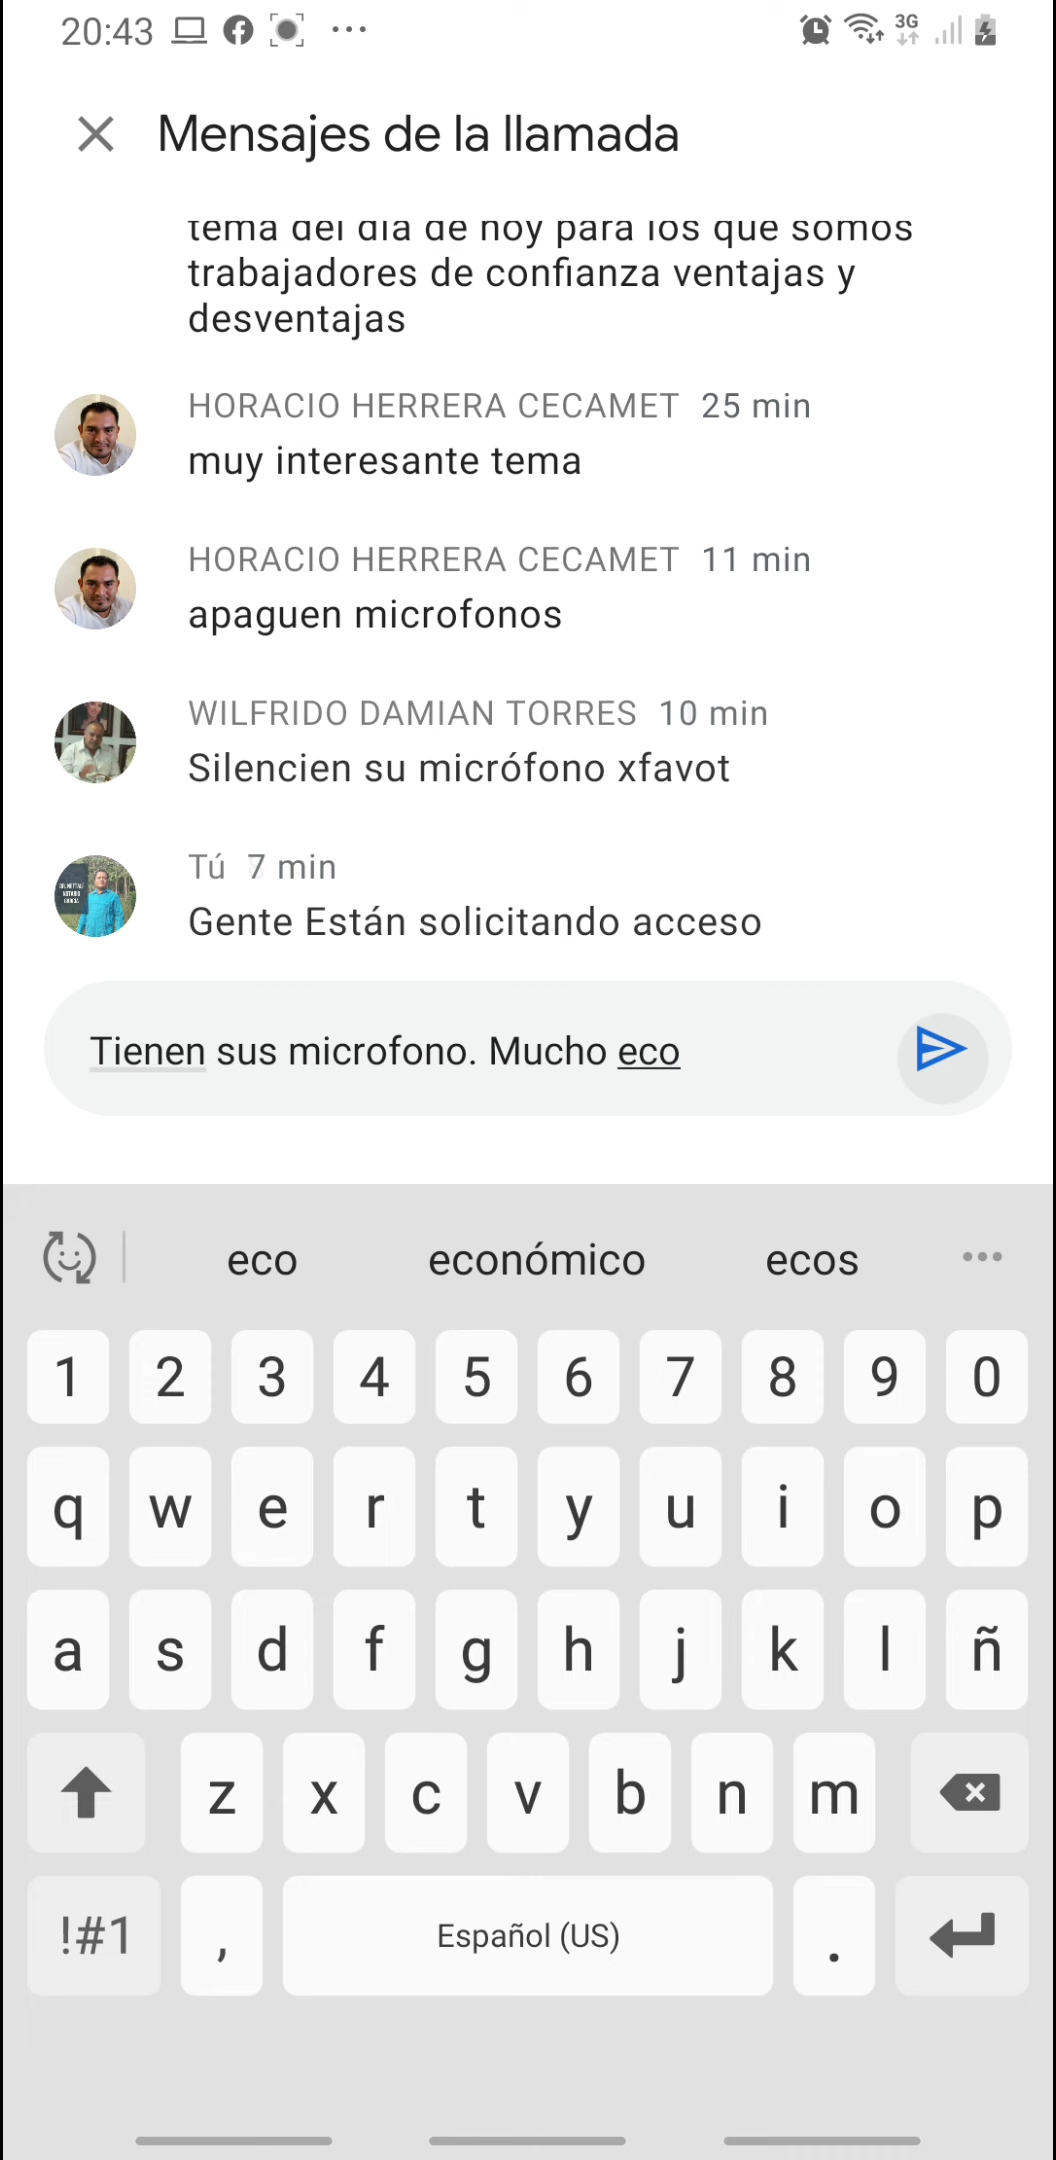 20:43
3G
Mensajes de la llamada
tema del día de hoy para los que somos
trabajadores de confianza ventajas y
desventajas
HORACIO HERRERA CECAMET 25 min
muy interesante tema
HORACIO HERRERA CECAMET 11 min
apaguen microfonos
WILFRIDO DAMIAN TORRES 10 min
Silencien su micrófono xfavot
Tú 7 min
Gente Están solicitando acceso
Tienen sus microfono. Mucho eco
eco económico ecos
1 2 3 4 5 6 7 8 9 0
q w e r t y u i o p
a s d f g h j k l ñ
z x c v b n m
!#1 , Español (US) .